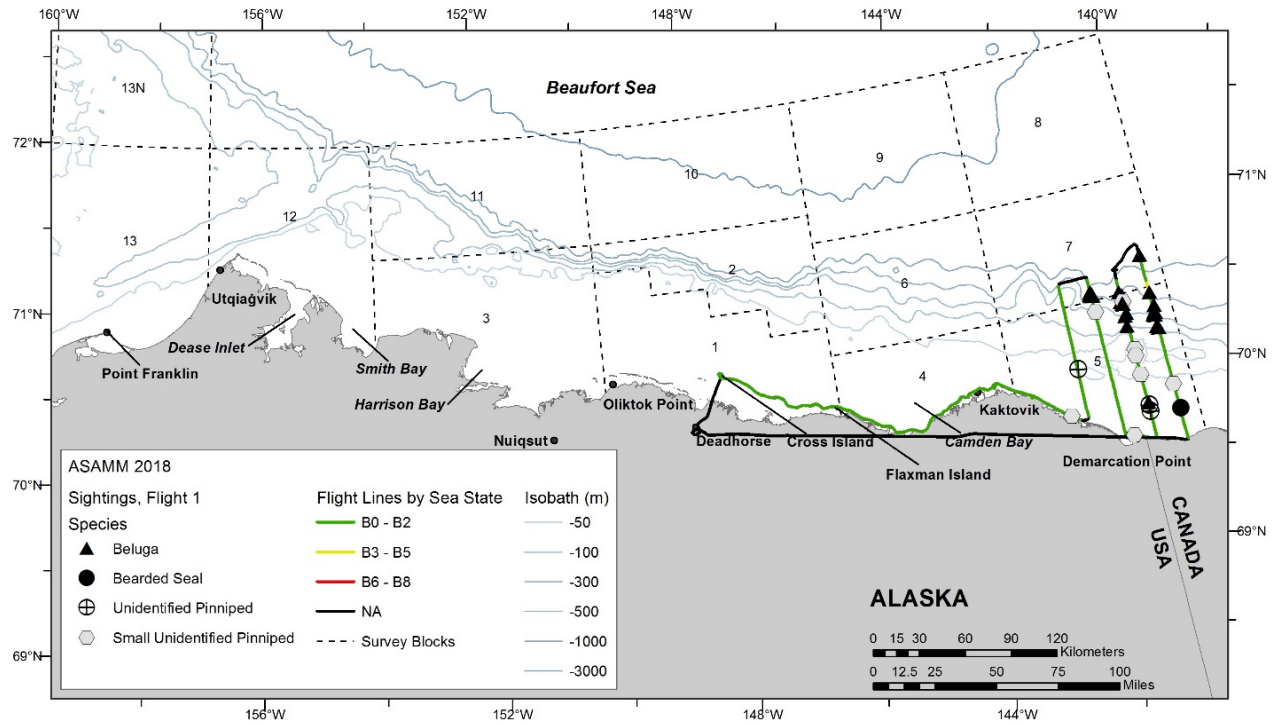 160°W 156°W 152°W 148°W 144°W 140°W
13N
Beaufort Sea
8
72°N
9
71°N
10
11
12
13
7
2
6
Utqiaġvik
71°N
3
Dease Inlet
Smith Bay
70°N
1
5
Point Franklin
4
Harrison Bay
Oliktok Point
Kaktovik
Nuiqsut
Deadhorse
Cross Island
Camden Bay
Flaxman Island
Demarcation Point
70°N
CANADA
USA
69°N
69°N
ASAMM 2018
Sightings, Flight 1
Species
Beluga
Bearded Seal
Unidentified Pinniped
Small Unidentified Pinniped
Flight Lines by Sea State
B0 - B2
B3 - B5
B6 - B8
NA
Survey Blocks
Isobath (m)
-50
-100
-300
-500
-1000
-3000
ALASKA
0 15 30 60 90 120
Kilometers
0 12.5 25 50 75 100
Miles
156°W 152°W 148°W 144°W